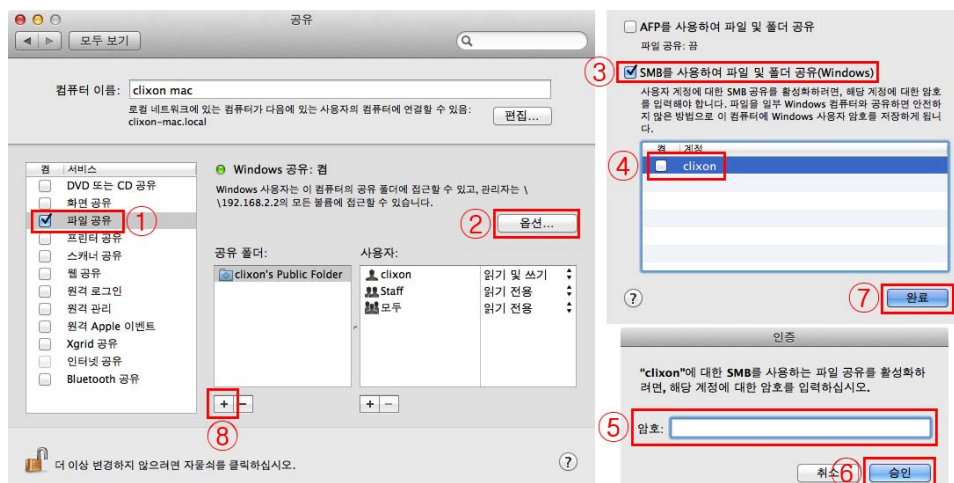 공유
모두 보기
컴퓨터 이름: clixon mac
로컬 네트워크에 있는 컴퓨터가 다음에 있는 사용자의 컴퓨터에 연결할 수 있음:
clixon-mac.local
편집...
켬 서비스
DVD 또는 CD 공유
화면 공유
파일 공유 ①
프린터 공유
스캐너 공유
웹 공유
원격 로그인
원격 관리
원격 Apple 이벤트
Xgrid 공유
인터넷 공유
Bluetooth 공유
Windows 공유: 켬
Windows 사용자는 이 컴퓨터의 공유 폴더에 접근할 수 있고, 관리자는 \
\192.168.2.2의 모든 볼륨에 접근할 수 있습니다.
② 옵션...
공유 폴더:
clixon's Public Folder
사용자:
clixon 읽기 및 쓰기
Staff 읽기 전용
모두 읽기 전용
+ −
⑧
+ −
더 이상 변경하지 않으려면 자물쇠를 클릭하십시오.
?
AFP를 사용하여 파일 및 폴더 공유
파일 공유: 끔
③ SMB를 사용하여 파일 및 폴더 공유(Windows)
사용자 계정에 대한 SMB 공유를 활성화하려면, 해당 계정에 대한 암호
를 입력해야 합니다. 파일을 일부 Windows 컴퓨터와 공유하면 안전하
지 않은 방법으로 이 컴퓨터에 Windows 사용자 암호를 저장하게 됩니
다.
켬 계정
④ clixon
?
⑦ 완료
인증
"clixon"에 대한 SMB를 사용하는 파일 공유를 활성화하
려면, 해당 계정에 대한 암호를 입력하십시오.
⑤ 암호:
취소 ⑥ 승인